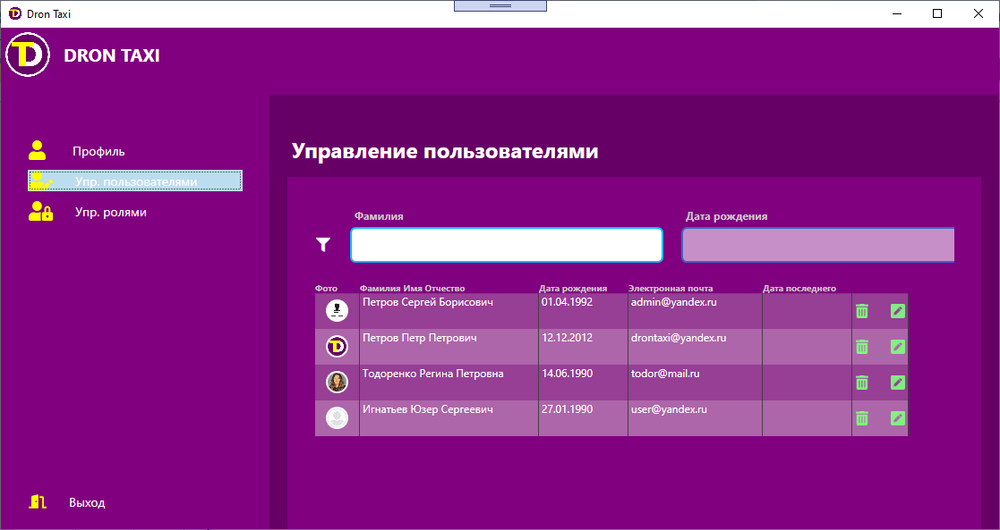 Dron Taxi
DRON TAXI
Профиль
Упр. пользователями
Упр. ролями
Выход
Управление пользователями
Фамилия Дата рождения
Фото Фамилия Имя Отчество Дата рождения Электронная почта Дата последнего
Петров Сергей Борисович 01.04.1992 admin@yandex.ru
Петров Петр Петрович 12.12.2012 drontaxi@yandex.ru
Тодоренко Регина Петровна 14.06.1990 todor@mail.ru
Игнатьев Юзер Сергеевич 27.01.1990 user@yandex.ru